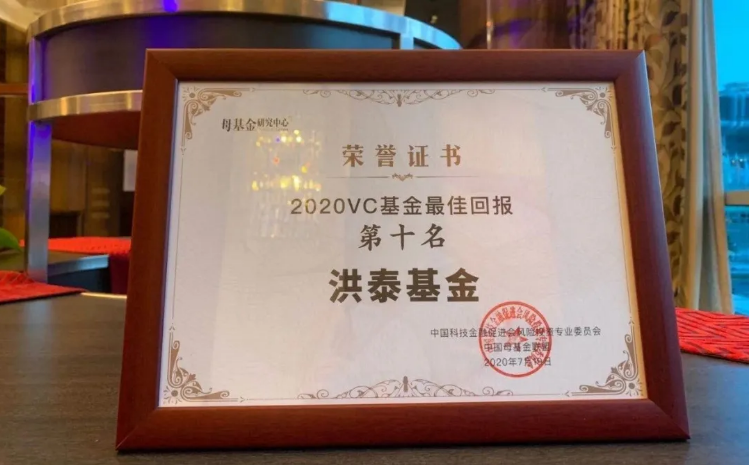 母基金研究中心
荣誉证书
2020VC基金最佳回报
第十名
洪泰基金
中国科技金融促进会风险投资专业委员会
中国母基金联盟
2020年7月18日